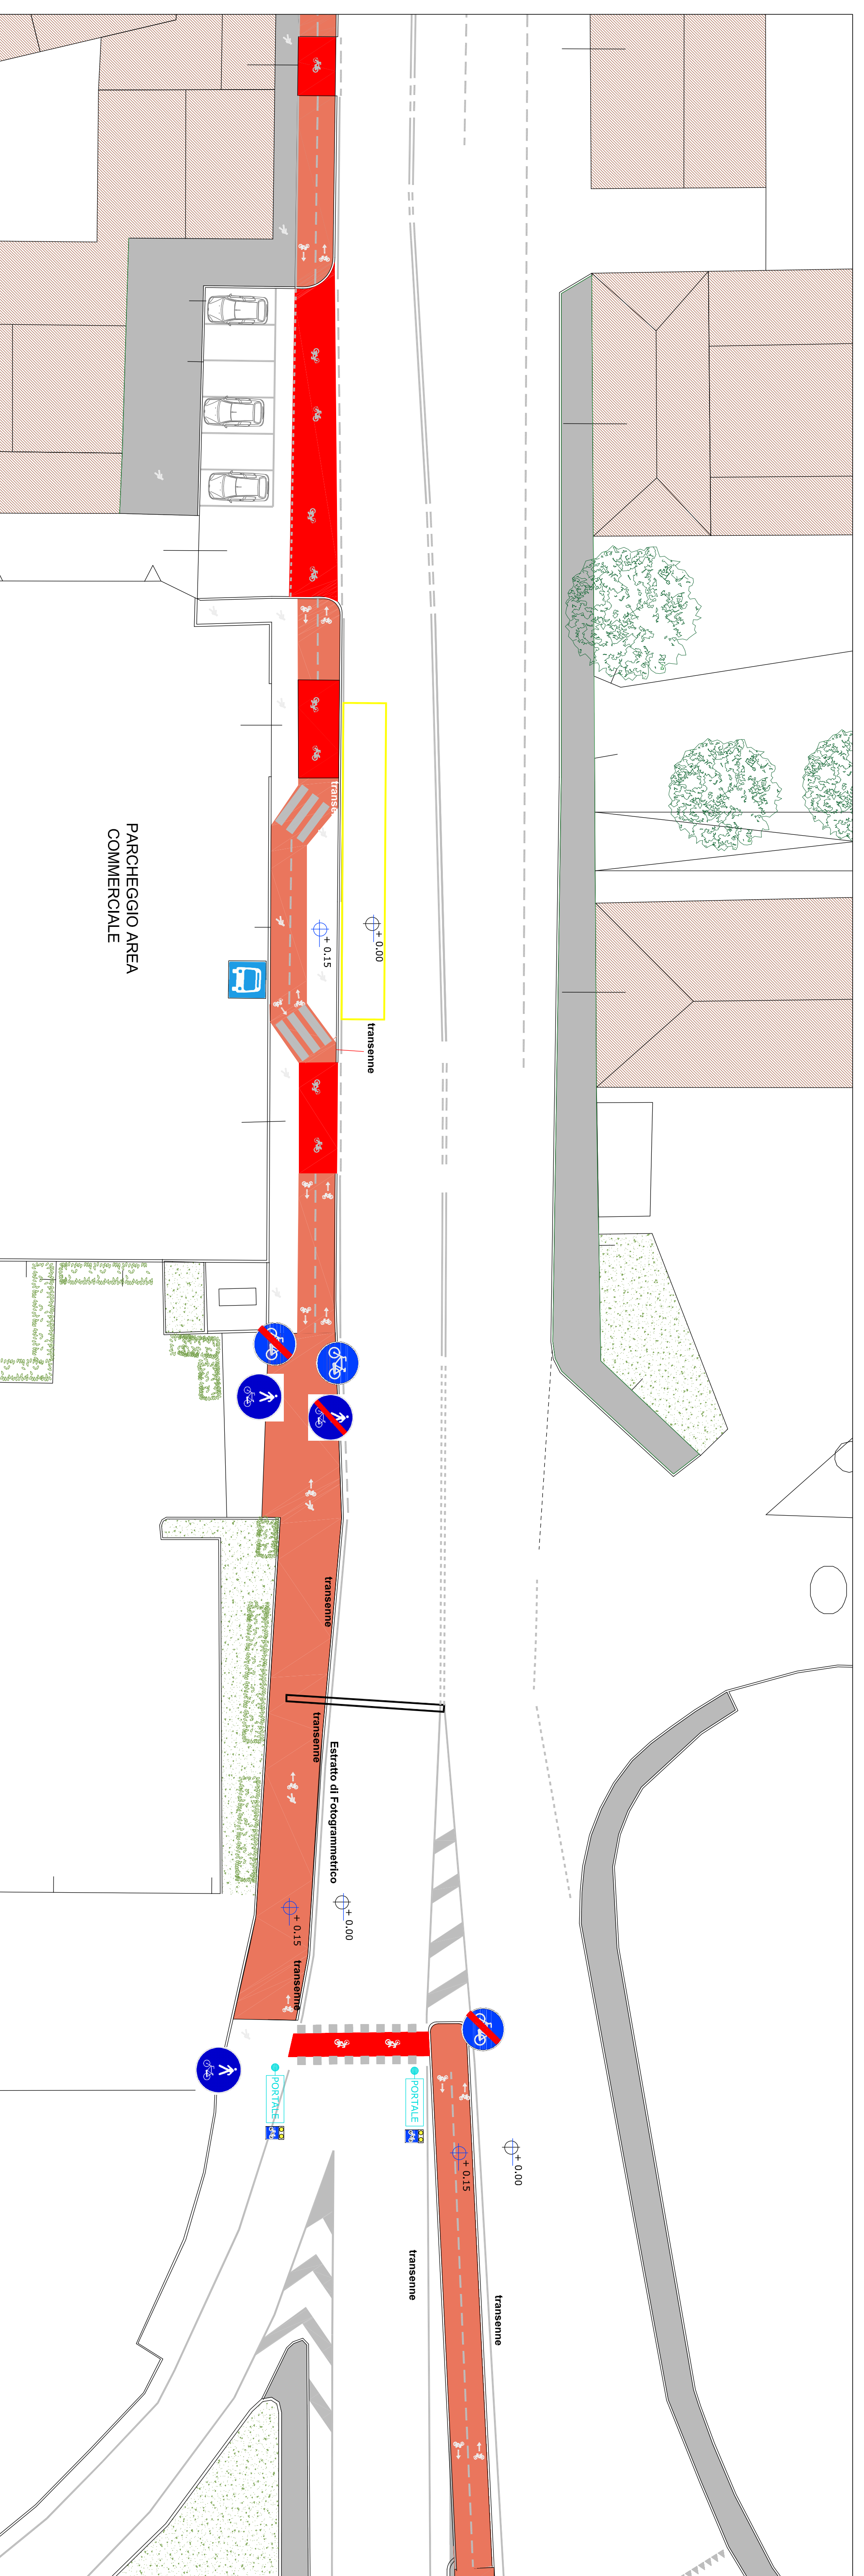 transe.
PARCHEGGIO AREA
COMMERCIALE
+ 0.00
+ 0.15
transenne
transenne
transenne
Estratto di Fotogrammetrico
+ 0.00
+ 0.15
transenne
PORTALE
PORTALE
+ 0.00
+ 0.15
transenne
transenne